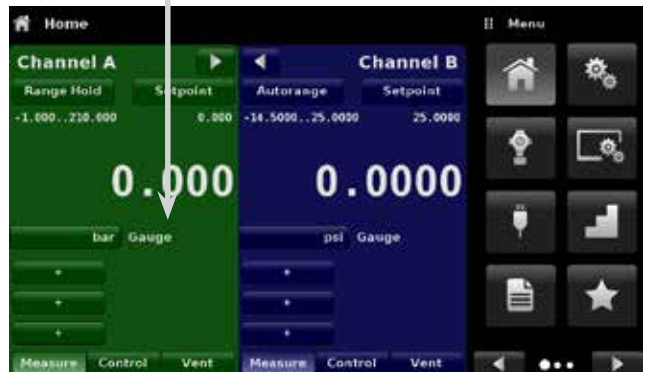 Home
Menu
Channel A
Channel B
Range Hold Setpoint
Autorange Setpoint
-1.000..210.000 0.000
-14.5000..25.0000 25.0000
0.000
0.0000
bar Gauge
psi Gauge
+ +
+ +
+ +
Measure Control Vent
Measure Control Vent